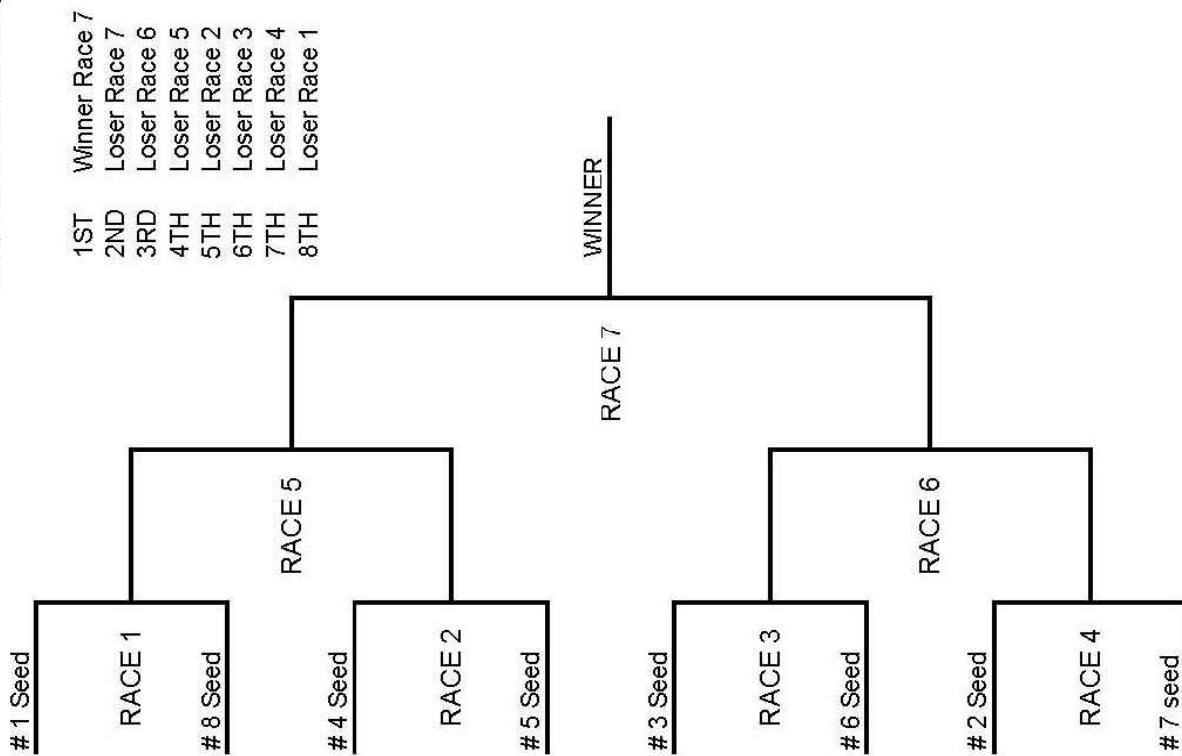 1ST Winner Race 7
2ND Loser Race 7
3RD Loser Race 6
4TH Loser Race 5
5TH Loser Race 2
6TH Loser Race 3
7TH Loser Race 4
8TH Loser Race 1
# 1 Seed
RACE 1
# 8 Seed
RACE 5
# 4 Seed
RACE 2
# 5 Seed
RACE 7
WINNER
# 3 Seed
RACE 3
# 6 Seed
RACE 6
# 2 Seed
RACE 4
# 7 seed